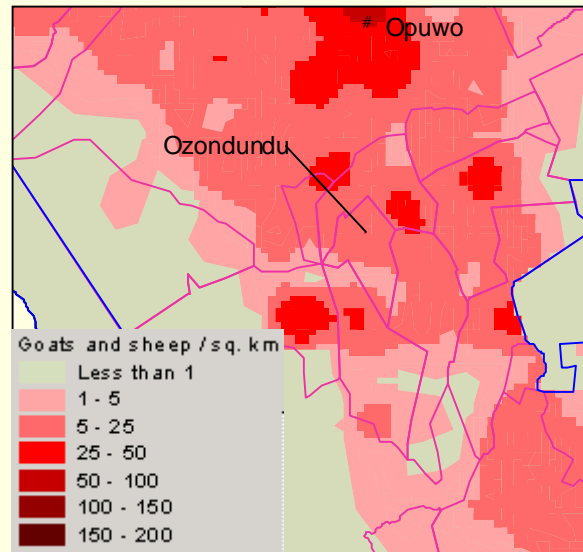 # Opuwo
Ozondundu
Goats and sheep / sq. km
Less than 1
1 - 5
5 - 25
25 - 50
50 - 100
100 - 150
150 - 200